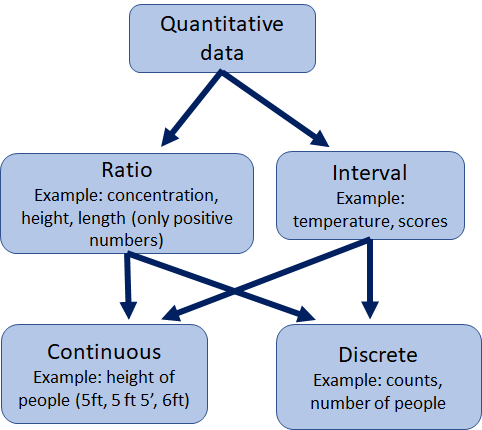 Quantitative
data
Ratio
Example: concentration,
height, length (only positive
numbers)
Interval
Example:
temperature, scores
Continuous
Example: height of
people (5ft, 5 ft 5’, 6ft)
Discrete
Example: counts,
number of people